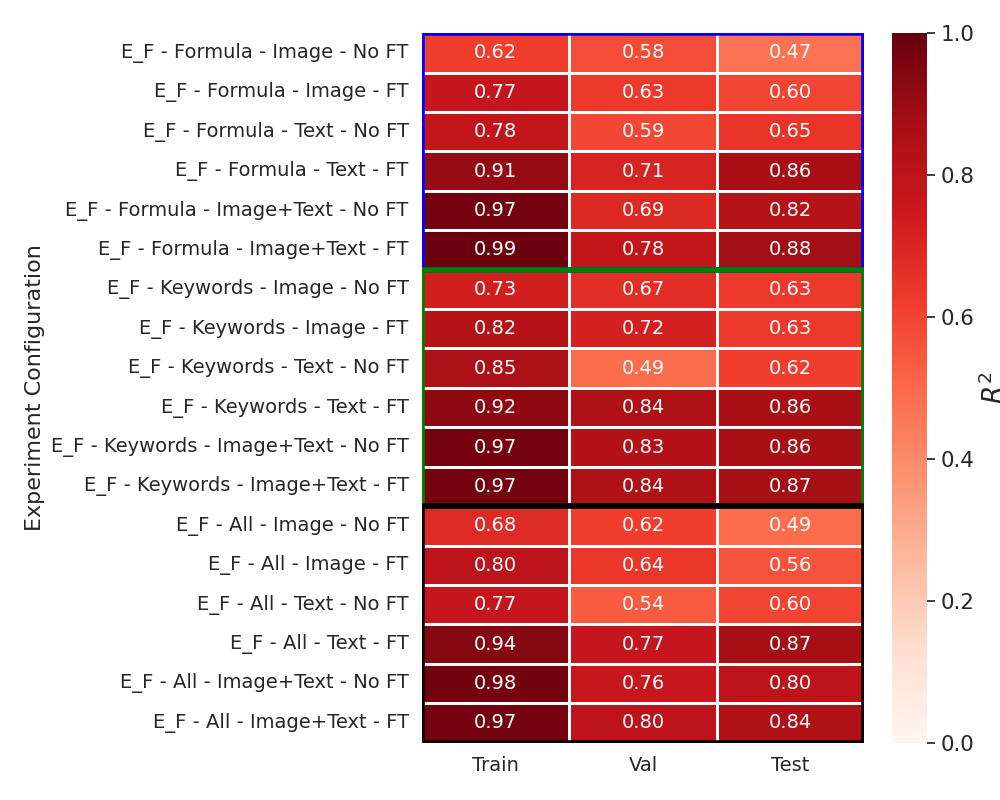 E_F - Formula - Image - No FT 0.62 0.58 0.47
E_F - Formula - Image - FT 0.77 0.63 0.60
E_F - Formula - Text - No FT 0.78 0.59 0.65
E_F - Formula - Text - FT 0.91 0.71 0.86
E_F - Formula - Image+Text - No FT 0.97 0.69 0.82
E_F - Formula - Image+Text - FT 0.99 0.78 0.88
E_F - Keywords - Image - No FT 0.73 0.67 0.63
E_F - Keywords - Image - FT 0.82 0.72 0.63
E_F - Keywords - Text - No FT 0.85 0.49 0.62
E_F - Keywords - Text - FT 0.92 0.84 0.86
E_F - Keywords - Image+Text - No FT 0.97 0.83 0.86
E_F - Keywords - Image+Text - FT 0.97 0.84 0.87
E_F - All - Image - No FT 0.68 0.62 0.49
E_F - All - Image - FT 0.80 0.64 0.56
E_F - All - Text - No FT 0.77 0.54 0.60
E_F - All - Text - FT 0.94 0.77 0.87
E_F - All - Image+Text - No FT 0.98 0.76 0.80
E_F - All - Image+Text - FT 0.97 0.80 0.84
Train Val Test
Experiment Configuration
1.0
0.8
0.6
0.4
0.2
0.0
R²